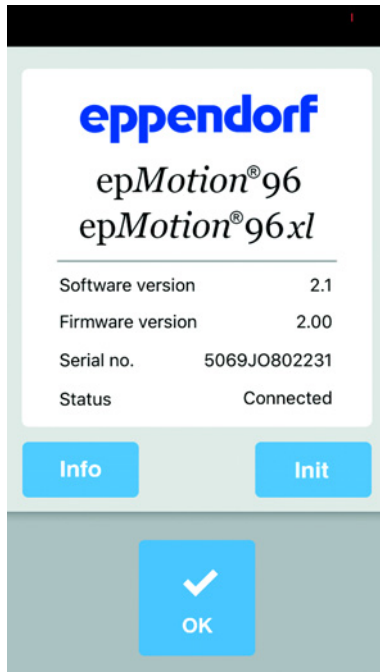 eppendorf
epMotion®96
epMotion®96xl
Software version 2.1
Firmware version 2.00
Serial no. 5069JO802231
Status Connected
Info Init
OK